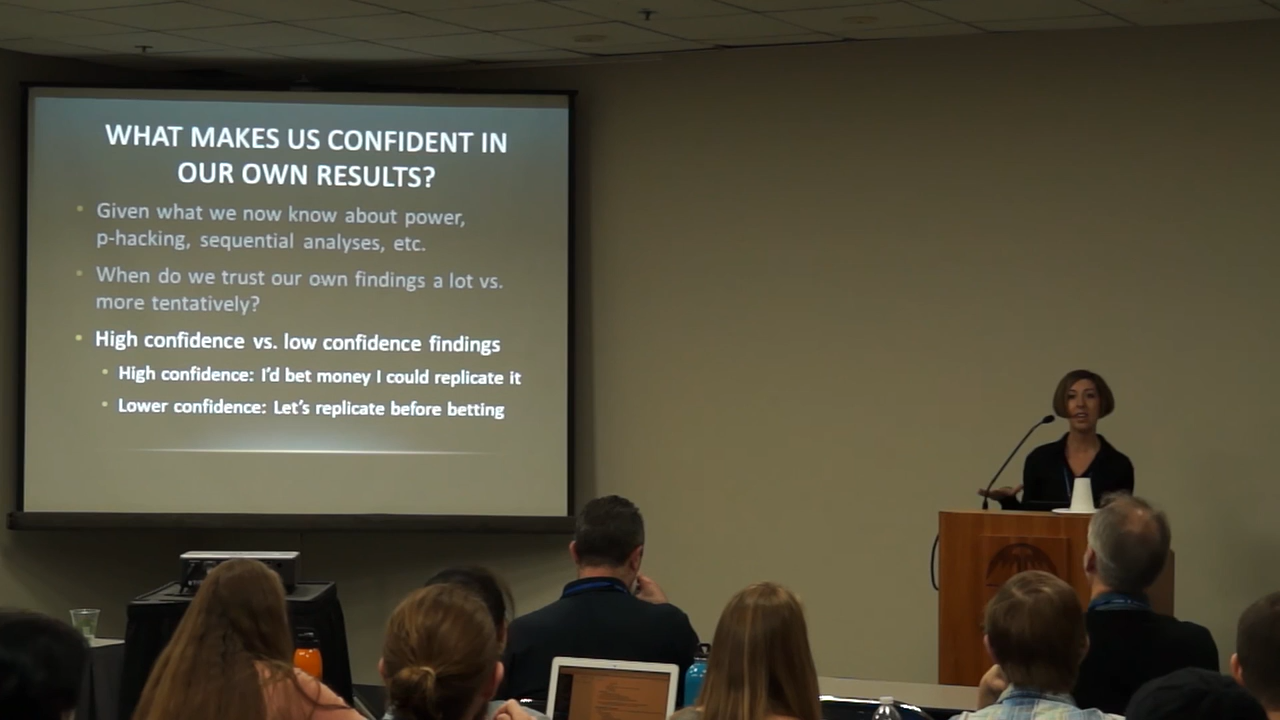 WHAT MAKES US CONFIDENT IN
OUR OWN RESULTS?
• Given what we now know about power,
p-hacking, sequential analyses, etc.
• When do we trust our own findings a lot vs.
more tentatively?
• High confidence vs. low confidence findings
• High confidence: I'd bet money I could replicate it
• Lower confidence: Let's replicate before betting